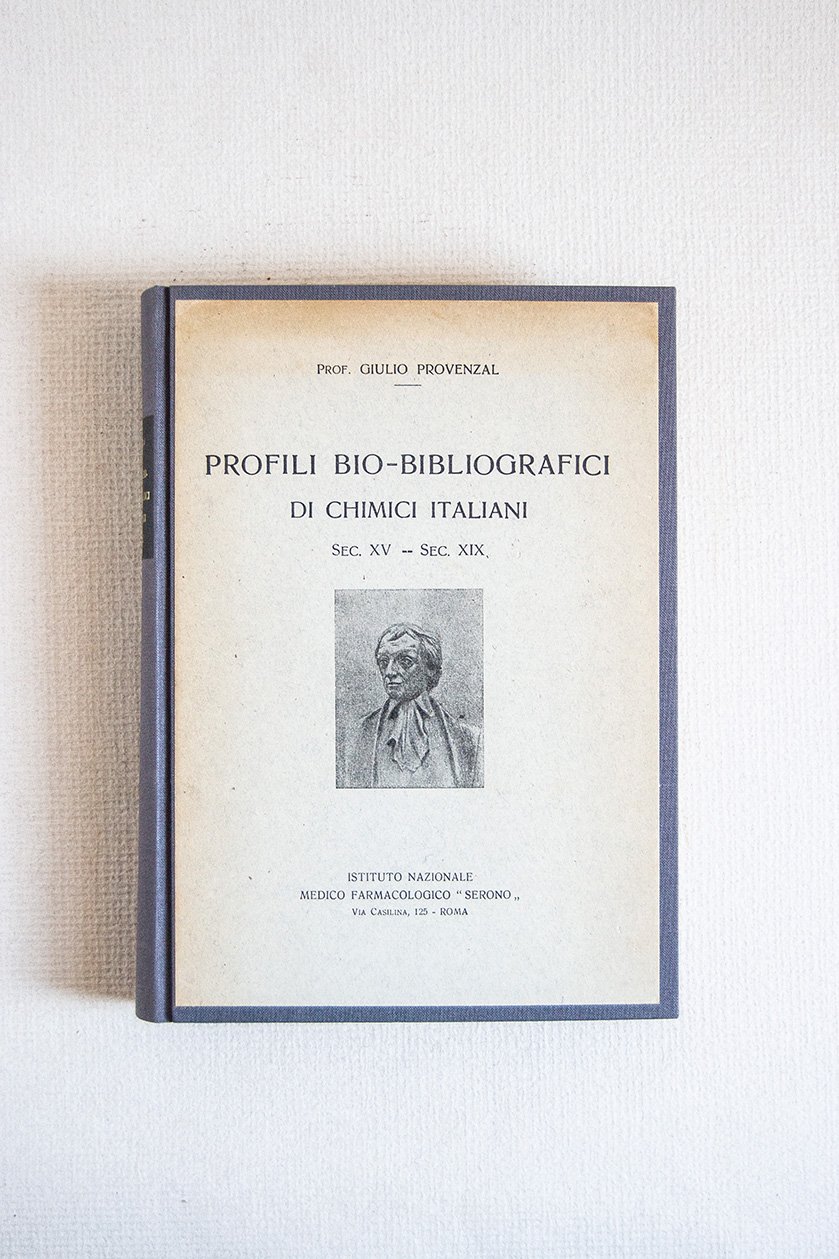 PROF. GIULIO PROVENZAL
PROFILI BIO-BIBLIOGRAFICI
DI CHIMICI ITALIANI
SEC. XV -- SEC. XIX
ISTITUTO NAZIONALE
MEDICO FARMACOLOGICO " SERONO „
VIA CASILINA, 125 - ROMA